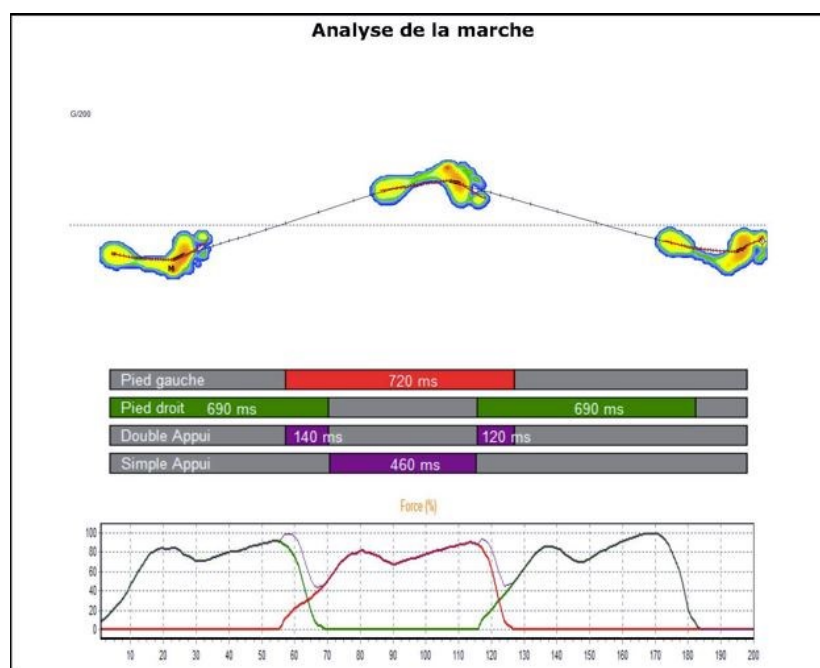 Analyse de la marche
G/200
M
Pied gauche 720 ms
Pied droit 690 ms 690 ms
Double Appui 140 ms 120 ms
Simple Appui 460 ms
Force (%)
100
80
60
40
20
0
10 20 30 40 50 60 70 80 90 100 110 120 130 140 150 160 170 180 190 200